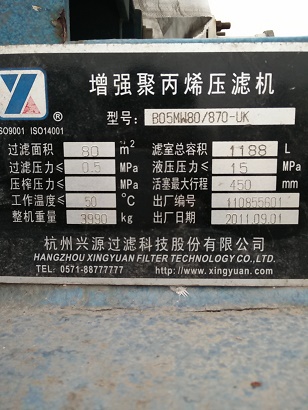 ®
ISO9001 ISO14001
增强聚丙烯压滤机
型号: B05MW80/870-UK
过滤面积 80 m² 滤室总容积 1188 L
过滤压力≤ 0.5 MPa 液压压力≤ 15 MPa
压榨压力≤ MPa 活塞最大行程 450 mm
工作温度≤ 50 ℃ 出厂编号 110855G01
整机重量 3990 kg 出厂日期 2011.09.01
杭州兴源过滤科技股份有限公司
HANGZHOU XINGYUAN FILTER TECHNOLOGY CO.,LTD.
TEL: 0571-88777777 http://www.xingyuan.com